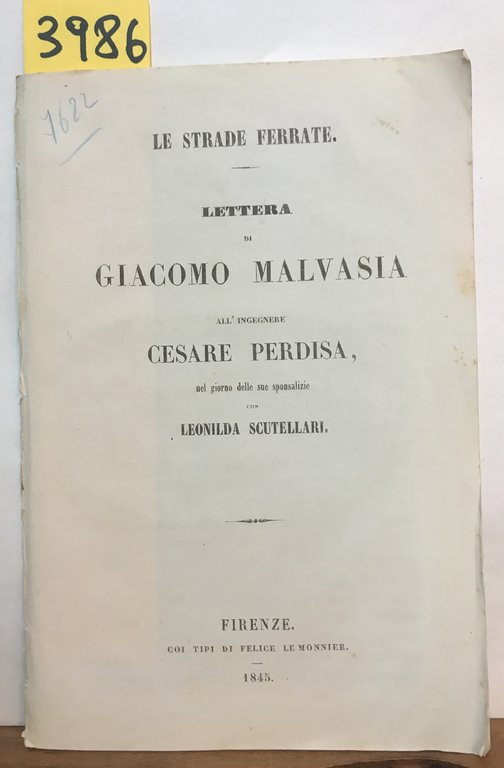 3986
7622
LE STRADE FERRATE.
LETTERA
DI
GIACOMO MALVASIA
ALL' INGEGNERE
CESARE PERDISA,
nel giorno delle sue sponsalizie
CON
LEONILDA SCUTELLARI.
FIRENZE.
COI TIPI DI FELICE LE MONNIER.
1845.